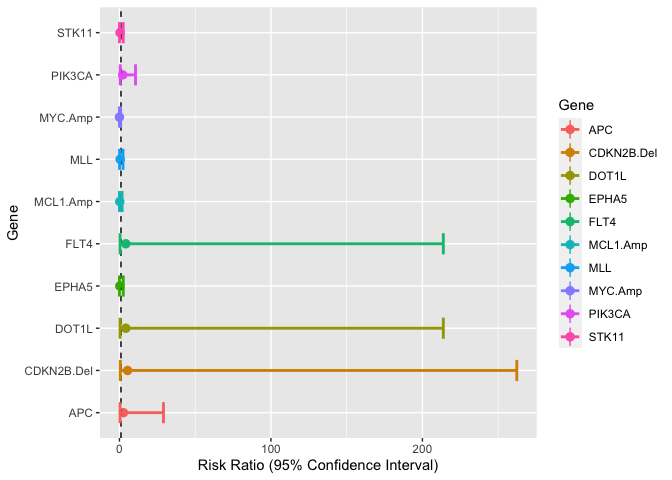 STK11
PIK3CA
MYC.Amp
MLL
MCL1.Amp
FLT4
EPHA5
DOT1L
CDKN2B.Del
APC
Gene
0
100
200
Risk Ratio (95% Confidence Interval)
Gene
APC
CDKN2B.Del
DOT1L
EPHA5
FLT4
MCL1.Amp
MLL
MYC.Amp
PIK3CA
STK11